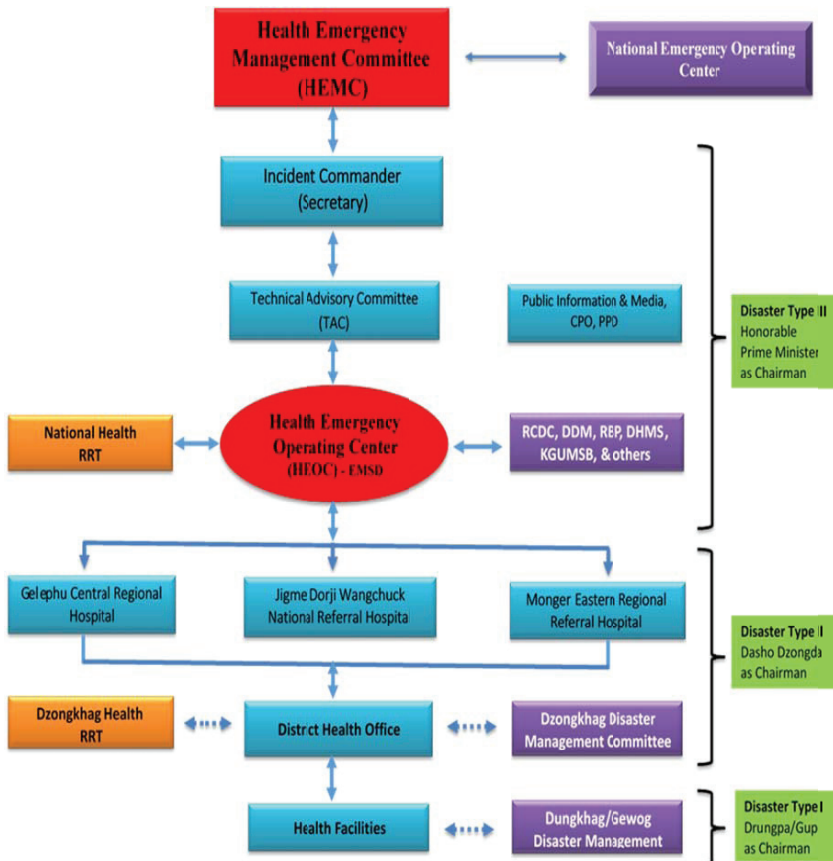 Health Emergency
Management Committee
(HEMC)
National Emergency Operating
Center
Incident Commander
(Secretary)
Technical Advisory Committee
(TAC)
Public Information & Media,
CPO, PPD
Disaster Type III
Honorable
Prime Minister
as Chairman
National Health
RRT
Health Emergency
Operating Center
(HEOC) - EMSD
RCDC, DDM, REP, DHMS,
KGUMSB, & others
Gelephu Central Regional
Hospital
Jigme Dorji Wangchuck
National Referral Hospital
Monger Eastern Regional
Referral Hospital
Disaster Type II
Dasho Dzongda
as Chairman
Dzongkhag Health
RRT
District Health Office
Dzongkhag Disaster
Management Committee
Health Facilities
Dungkhag/Gewog
Disaster Management
Disaster Type I
Drungpa/Gup
as Chairman